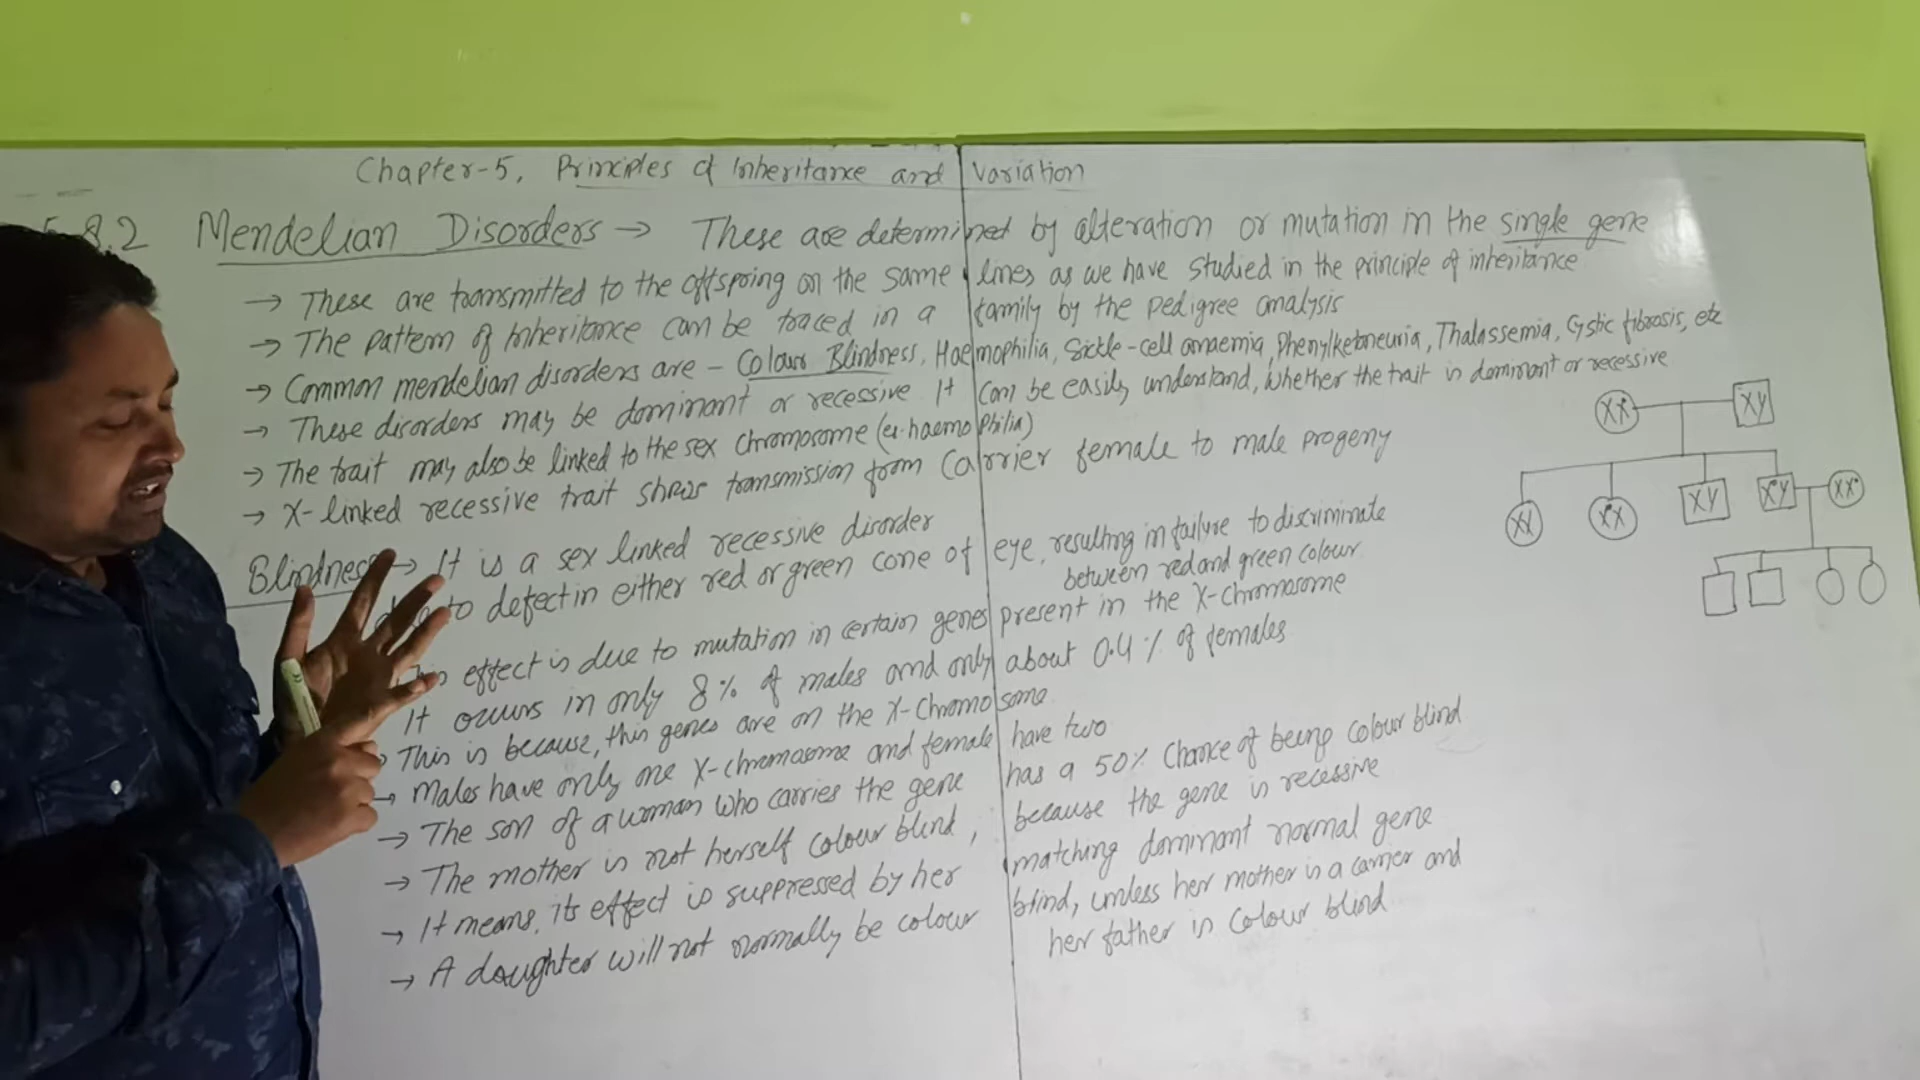 Chapter-5, Principles of Inheritance and Variation
5.8.2 Mendelian Disorders → These are determined by alteration or mutation in the single gene
→ These are transmitted to the offspring on the same lines as we have studied in the principle of inheritance
→ The pattern of Inheritance can be traced in a family by the pedigree analysis
→ Common mendelian disorders are - Colour Blindness, Haemophilia, Sickle-cell anaemia, Phenylketoneuria, Thalassemia, Cystic fibrosis, etc
→ These disorders may be dominant or recessive. It can be easily understand, whether the trait is dominant or recessive
→ The trait may also be linked to the sex chromosome (ex-haemophilia)
→ X-linked recessive trait shows transmission from Carrier female to male progeny
Blindness → It is a sex linked recessive disorder
due to defect in either red or green cone of eye, resulting in failure to discriminate
between red and green colour
effect is due to mutation in certain genes present in the X-chromosome
It occurs in only 8% of males and only about 0.4% of females
This is because, this genes are on the X-chromosome
→ Males have only one X-chromosome and female have two
→ The son of a woman who carries the gene has a 50% chance of being colour blind
→ The mother is not herself colour blind, because the gene is recessive
→ It means, its effect is suppressed by her matching dominant normal gene
→ A daughter will not normally be colour blind, unless her mother is a carrier and
her father is colour blind
XX• XY
XX X•X XY X•Y XX•